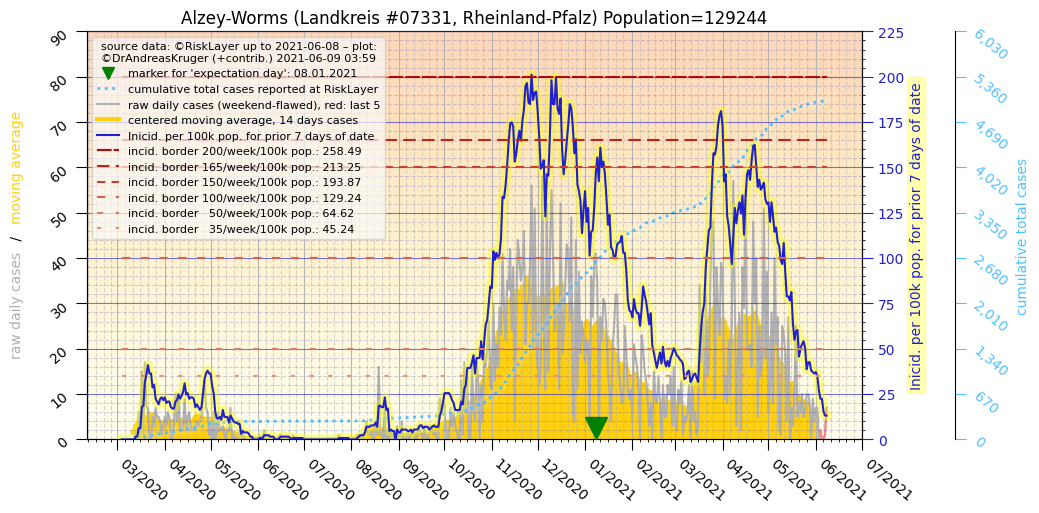 Alzey-Worms (Landkreis #07331, Rheinland-Pfalz) Population=129244
source data: ©RiskLayer up to 2021-06-08 – plot:
©DrAndreasKruger (+contrib.) 2021-06-09 03:59
marker for 'expectation day': 08.01.2021
cumulative total cases reported at RiskLayer
raw daily cases (weekend-flawed), red: last 5
centered moving average, 14 days cases
Inicid. per 100k pop. for prior 7 days of date
incid. border 200/week/100k pop.: 258.49
incid. border 165/week/100k pop.: 213.25
incid. border 150/week/100k pop.: 193.87
incid. border 100/week/100k pop.: 129.24
incid. border 50/week/100k pop.: 64.62
incid. border 35/week/100k pop.: 45.24
raw daily cases / moving average
90
80
70
60
50
40
30
20
10
0
225
200
175
150
125
100
75
50
25
0
Inicid. per 100k pop. for prior 7 days of date
6,030
5,360
4,690
4,020
3,350
2,680
2,010
1,340
670
0
cumulative total cases
03/2020
04/2020
05/2020
06/2020
07/2020
08/2020
09/2020
10/2020
11/2020
12/2020
01/2021
02/2021
03/2021
04/2021
05/2021
06/2021
07/2021